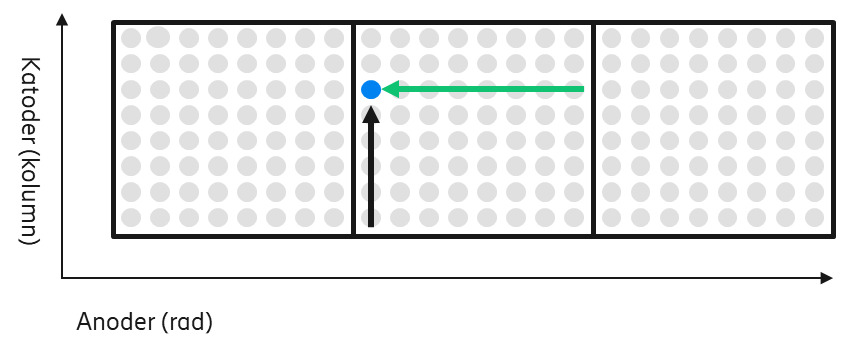 Katoder (kolumn)
Anoder (rad)